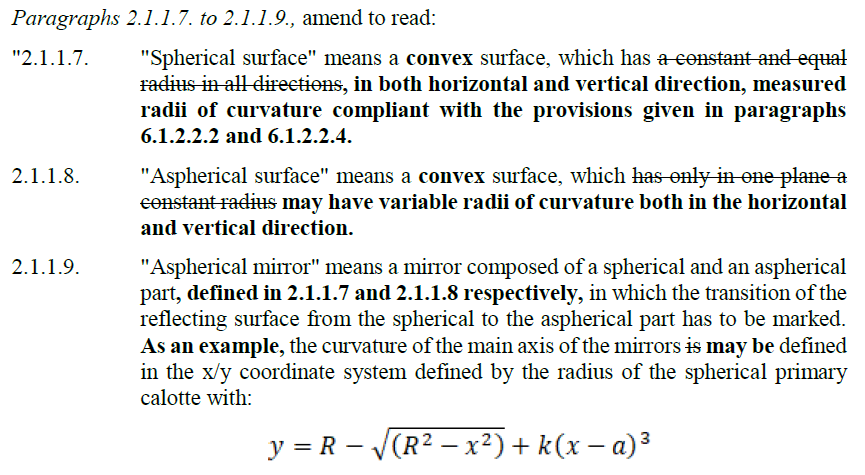 Paragraphs 2.1.1.7. to 2.1.1.9., amend to read:
"2.1.1.7. "Spherical surface" means a convex surface, which has a constant and equal
radius in all directions, in both horizontal and vertical direction, measured
radii of curvature compliant with the provisions given in paragraphs
6.1.2.2.2 and 6.1.2.2.4.
2.1.1.8. "Aspherical surface" means a convex surface, which has only in one plane a
constant radius may have variable radii of curvature both in the horizontal
and vertical direction.
2.1.1.9. "Aspherical mirror" means a mirror composed of a spherical and an aspherical
part, defined in 2.1.1.7 and 2.1.1.8 respectively, in which the transition of the
reflecting surface from the spherical to the aspherical part has to be marked.
As an example, the curvature of the main axis of the mirrors is may be defined
in the x/y coordinate system defined by the radius of the spherical primary
calotte with:
y = R − √(R² − x²) + k(x − a)³